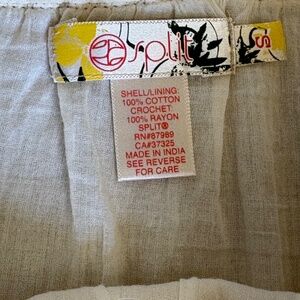 split
S
SHELL/LINING:
100% COTTON
CROCHET:
100% RAYON
SPLIT®
RN#87989
CA#37325
MADE IN INDIA
SEE REVERSE
FOR CARE